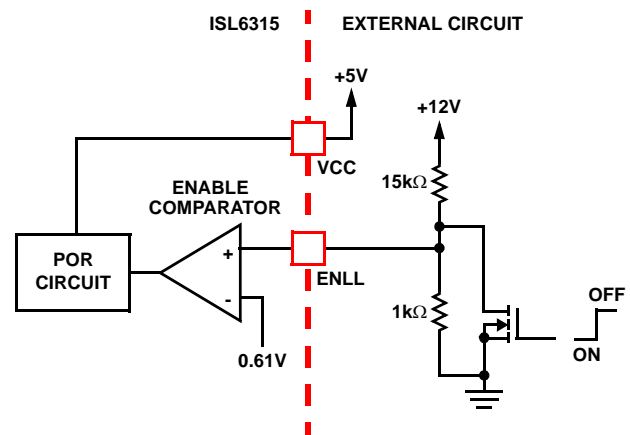 ISL6315
EXTERNAL CIRCUIT
+5V
+12V
VCC
15kΩ
ENABLE
COMPARATOR
POR
CIRCUIT
+
-
ENLL
0.61V
1kΩ
OFF
ON